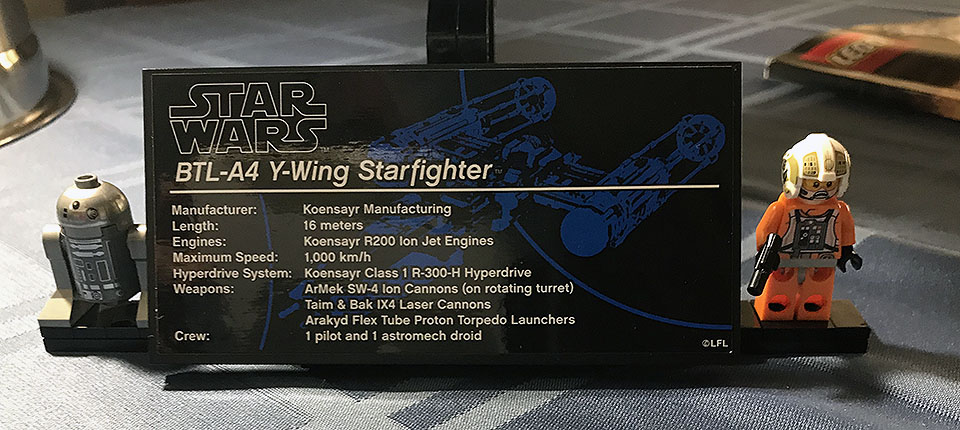 STAR
WARS
BTL-A4 Y-Wing Starfighter™
Manufacturer: Koensayr Manufacturing
Length: 16 meters
Engines: Koensayr R200 Ion Jet Engines
Maximum Speed: 1,000 km/h
Hyperdrive System: Koensayr Class 1 R-300-H Hyperdrive
Weapons: ArMek SW-4 Ion Cannons (on rotating turret)
Taim & Bak IX4 Laser Cannons
Arakyd Flex Tube Proton Torpedo Launchers
Crew: 1 pilot and 1 astromech droid
©LFL
LEGO